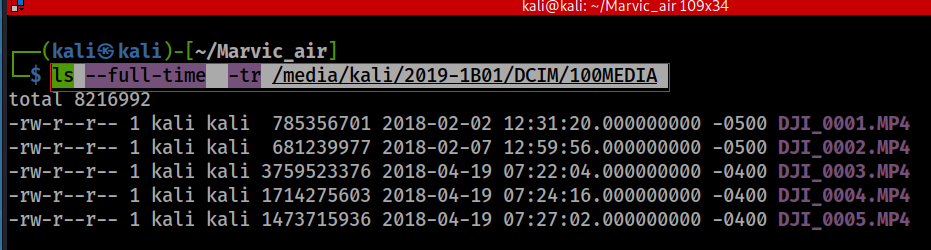 kali@kali: ~/Marvic_air 109x34
(kali㉿kali)-[~/Marvic_air]
$ ls --full-time -tr /media/kali/2019-1B01/DCIM/100MEDIA
total 8216992
-rw-r--r-- 1 kali kali  785356701 2018-02-02 12:31:20.000000000 -0500 DJI_0001.MP4
-rw-r--r-- 1 kali kali  681239977 2018-02-07 12:59:56.000000000 -0500 DJI_0002.MP4
-rw-r--r-- 1 kali kali 3759523376 2018-04-19 07:22:04.000000000 -0400 DJI_0003.MP4
-rw-r--r-- 1 kali kali 1714275603 2018-04-19 07:24:16.000000000 -0400 DJI_0004.MP4
-rw-r--r-- 1 kali kali 1473715936 2018-04-19 07:27:02.000000000 -0400 DJI_0005.MP4